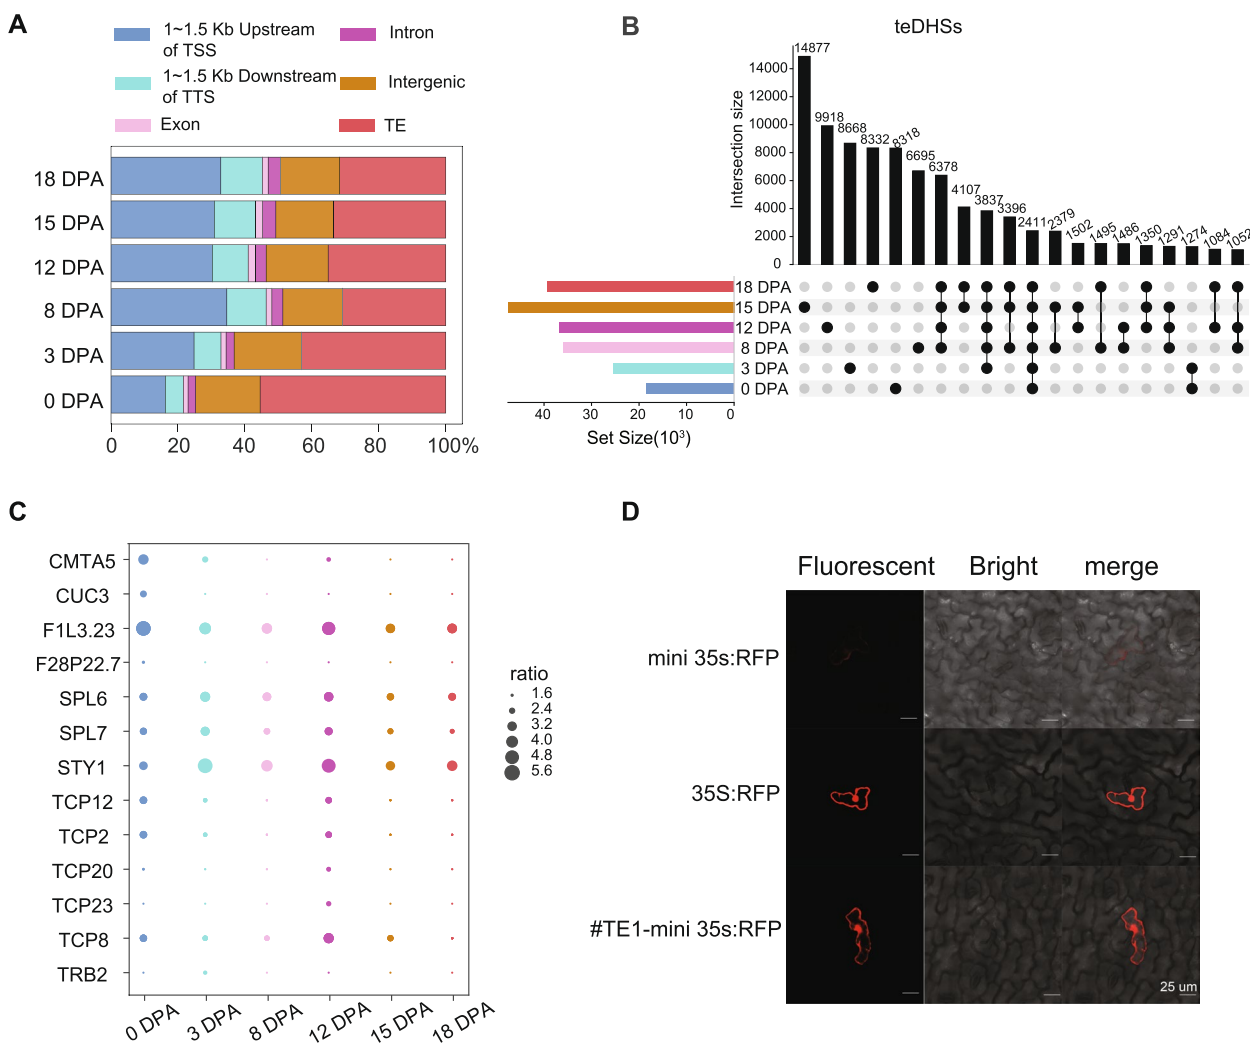 A
1~1.5 Kb Upstream
of TSS
Intron
1~1.5 Kb Downstream
of TTS
Intergenic
Exon
TE
18 DPA
15 DPA
12 DPA
8 DPA
3 DPA
0 DPA
0 20 40 60 80 100%
B
teDHSs
Intersection size
14000
12000
10000
8000
6000
4000
2000
0
14877
9918
8668
8332
8318
6695
6378
4107
3837
3396
2411
2379
1502
1495
1486
1350
1291
1274
1084
1052
18 DPA
15 DPA
12 DPA
8 DPA
3 DPA
0 DPA
40 30 20 10 0
Set Size(10³)
C
CMTA5
CUC3
F1L3.23
F28P22.7
SPL6
SPL7
STY1
TCP12
TCP2
TCP20
TCP23
TCP8
TRB2
0 DPA 3 DPA 8 DPA 12 DPA 15 DPA 18 DPA
ratio
1.6
2.4
3.2
4.0
4.8
5.6
D
Fluorescent Bright merge
mini 35s:RFP
35S:RFP
#TE1-mini 35s:RFP
25 um